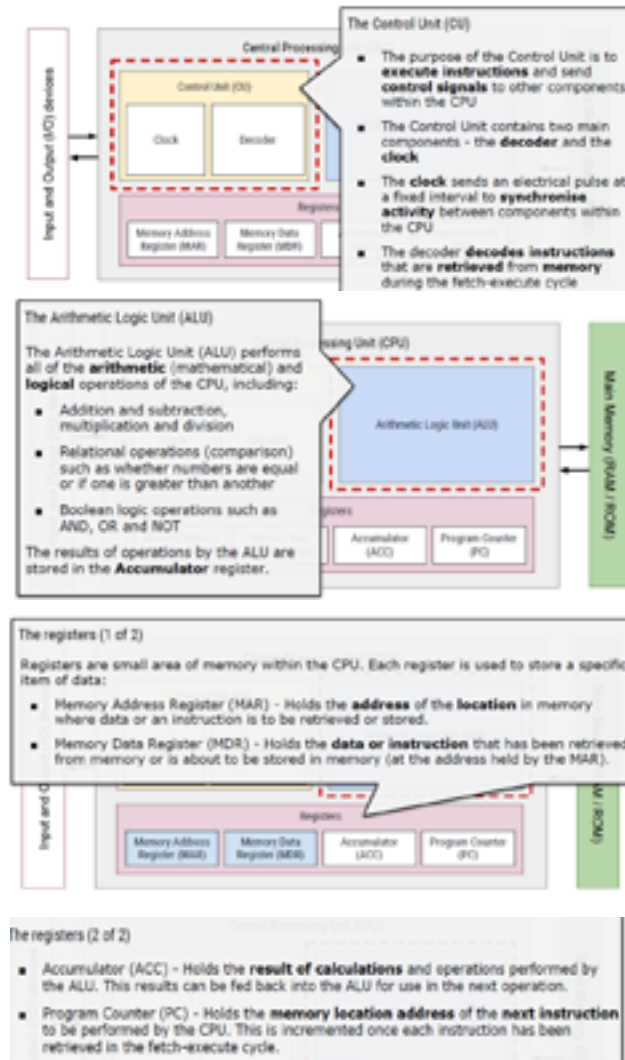 The Control Unit (CU)
Central Processing Unit
▪ The purpose of the Control Unit is to
execute instructions and send
control signals to other components
within the CPU
▪ The Control Unit contains two main
components - the decoder and the
clock
▪ The clock sends an electrical pulse at
a fixed interval to synchronise
activity between components within
the CPU
▪ The decoder decodes instructions
that are retrieved from memory
during the fetch-execute cycle
Input and Output (I/O) devices
Control Unit (CU)
Clock
Decoder
Registers
Memory Address
Register (MAR)
Memory Data
Register (MDR)
The Arithmetic Logic Unit (ALU)
The Arithmetic Logic Unit (ALU) performs
all of the arithmetic (mathematical) and
logical operations of the CPU, including:
▪ Addition and subtraction,
multiplication and division
▪ Relational operations (comparison)
such as whether numbers are equal
or if one is greater than another
▪ Boolean logic operations such as
AND, OR and NOT
The results of operations by the ALU are
stored in the Accumulator register.
Processing Unit (CPU)
Arithmetic Logic Unit (ALU)
Accumulator
(ACC)
Program Counter
(PC)
Main Memory (RAM / ROM)
The registers (1 of 2)
Registers are small area of memory within the CPU. Each register is used to store a specific
item of data:
▪ Memory Address Register (MAR) - Holds the address of the location in memory
where data or an instruction is to be retrieved or stored.
▪ Memory Data Register (MDR) - Holds the data or instruction that has been retrieved
from memory or is about to be stored in memory (at the address held by the MAR).
Input and
/ ROM)
Registers
Memory Address
Register (MAR)
Memory Data
Register (MDR)
Accumulator
(ACC)
Program Counter
(PC)
The registers (2 of 2)
▪ Accumulator (ACC) - Holds the result of calculations and operations performed by
the ALU. This results can be fed back into the ALU for use in the next operation.
▪ Program Counter (PC) - Holds the memory location address of the next instruction
to be performed by the CPU. This is incremented once each instruction has been
retrieved in the fetch-execute cycle.